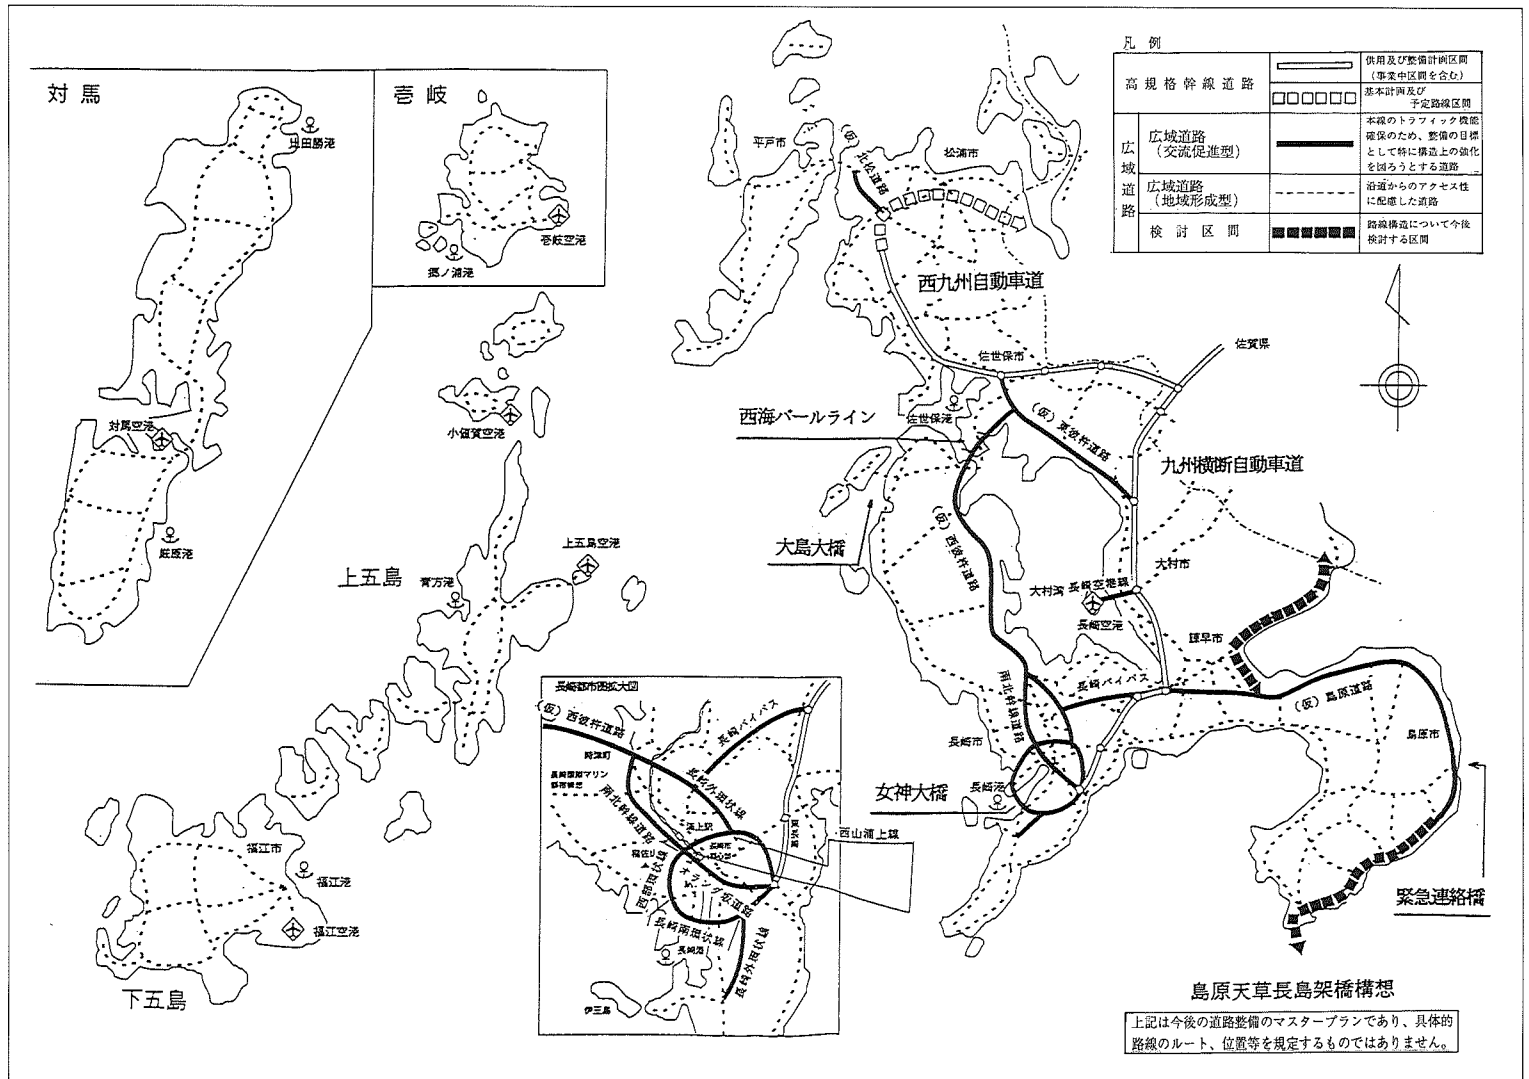 対馬
比田勝港
対馬空港
厳原港
壱岐
壱岐空港
郷ノ浦港
小値賀空港
上五島
青方港
上五島空港
福江市
福江港
福江空港
下五島
凡例
高規格幹線道路
供用及び整備計画区間
(事業中区間を含む)
基本計画及び
予定路線区間
広域道路
広域道路
(交流促進型)
本線のトラフィック機能
確保のため、整備の目標
として特に構造上の強化
を図ろうとする道路
広域道路
(地域形成型)
沿道からのアクセス性
に配慮した道路
検討区間
路線構造について今後
検討する区間
平戸市
(仮)北松道路
松浦市
西九州自動車道
佐世保市
佐賀県
西海パールライン
佐世保港
(仮)東彼杵道路
九州横断自動車道
(仮)西彼杵道路
大島大橋
大村市
大村湾
長崎空港線
長崎空港
諫早市
南北幹線道路
長崎バイパス
(仮)島原道路
島原市
長崎市
長崎港
女神大橋
緊急連絡橋
長崎都市圏拡大図
(仮)西彼杵道路
長崎バイパス
時津町
長崎国際マリン
都市構想
長崎外環状線
南北幹線道路
浦上駅
西山浦上線
西部環状線
オランダ坂道路
長崎南環状線
長崎港
長崎外環状線
伊王島
島原天草長島架橋構想
上記は今後の道路整備のマスタープランであり、具体的
路線のルート、位置等を規定するものではありません。